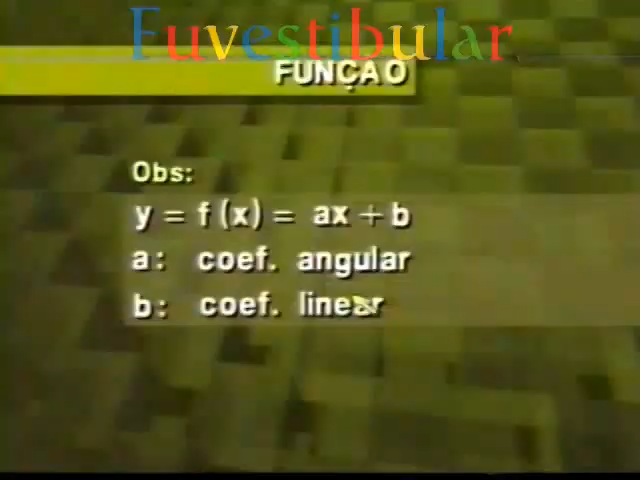 Euvestibular
FUNÇÃO
Obs:
y = f (x) = ax + b
a: coef. angular
b: coef. linear